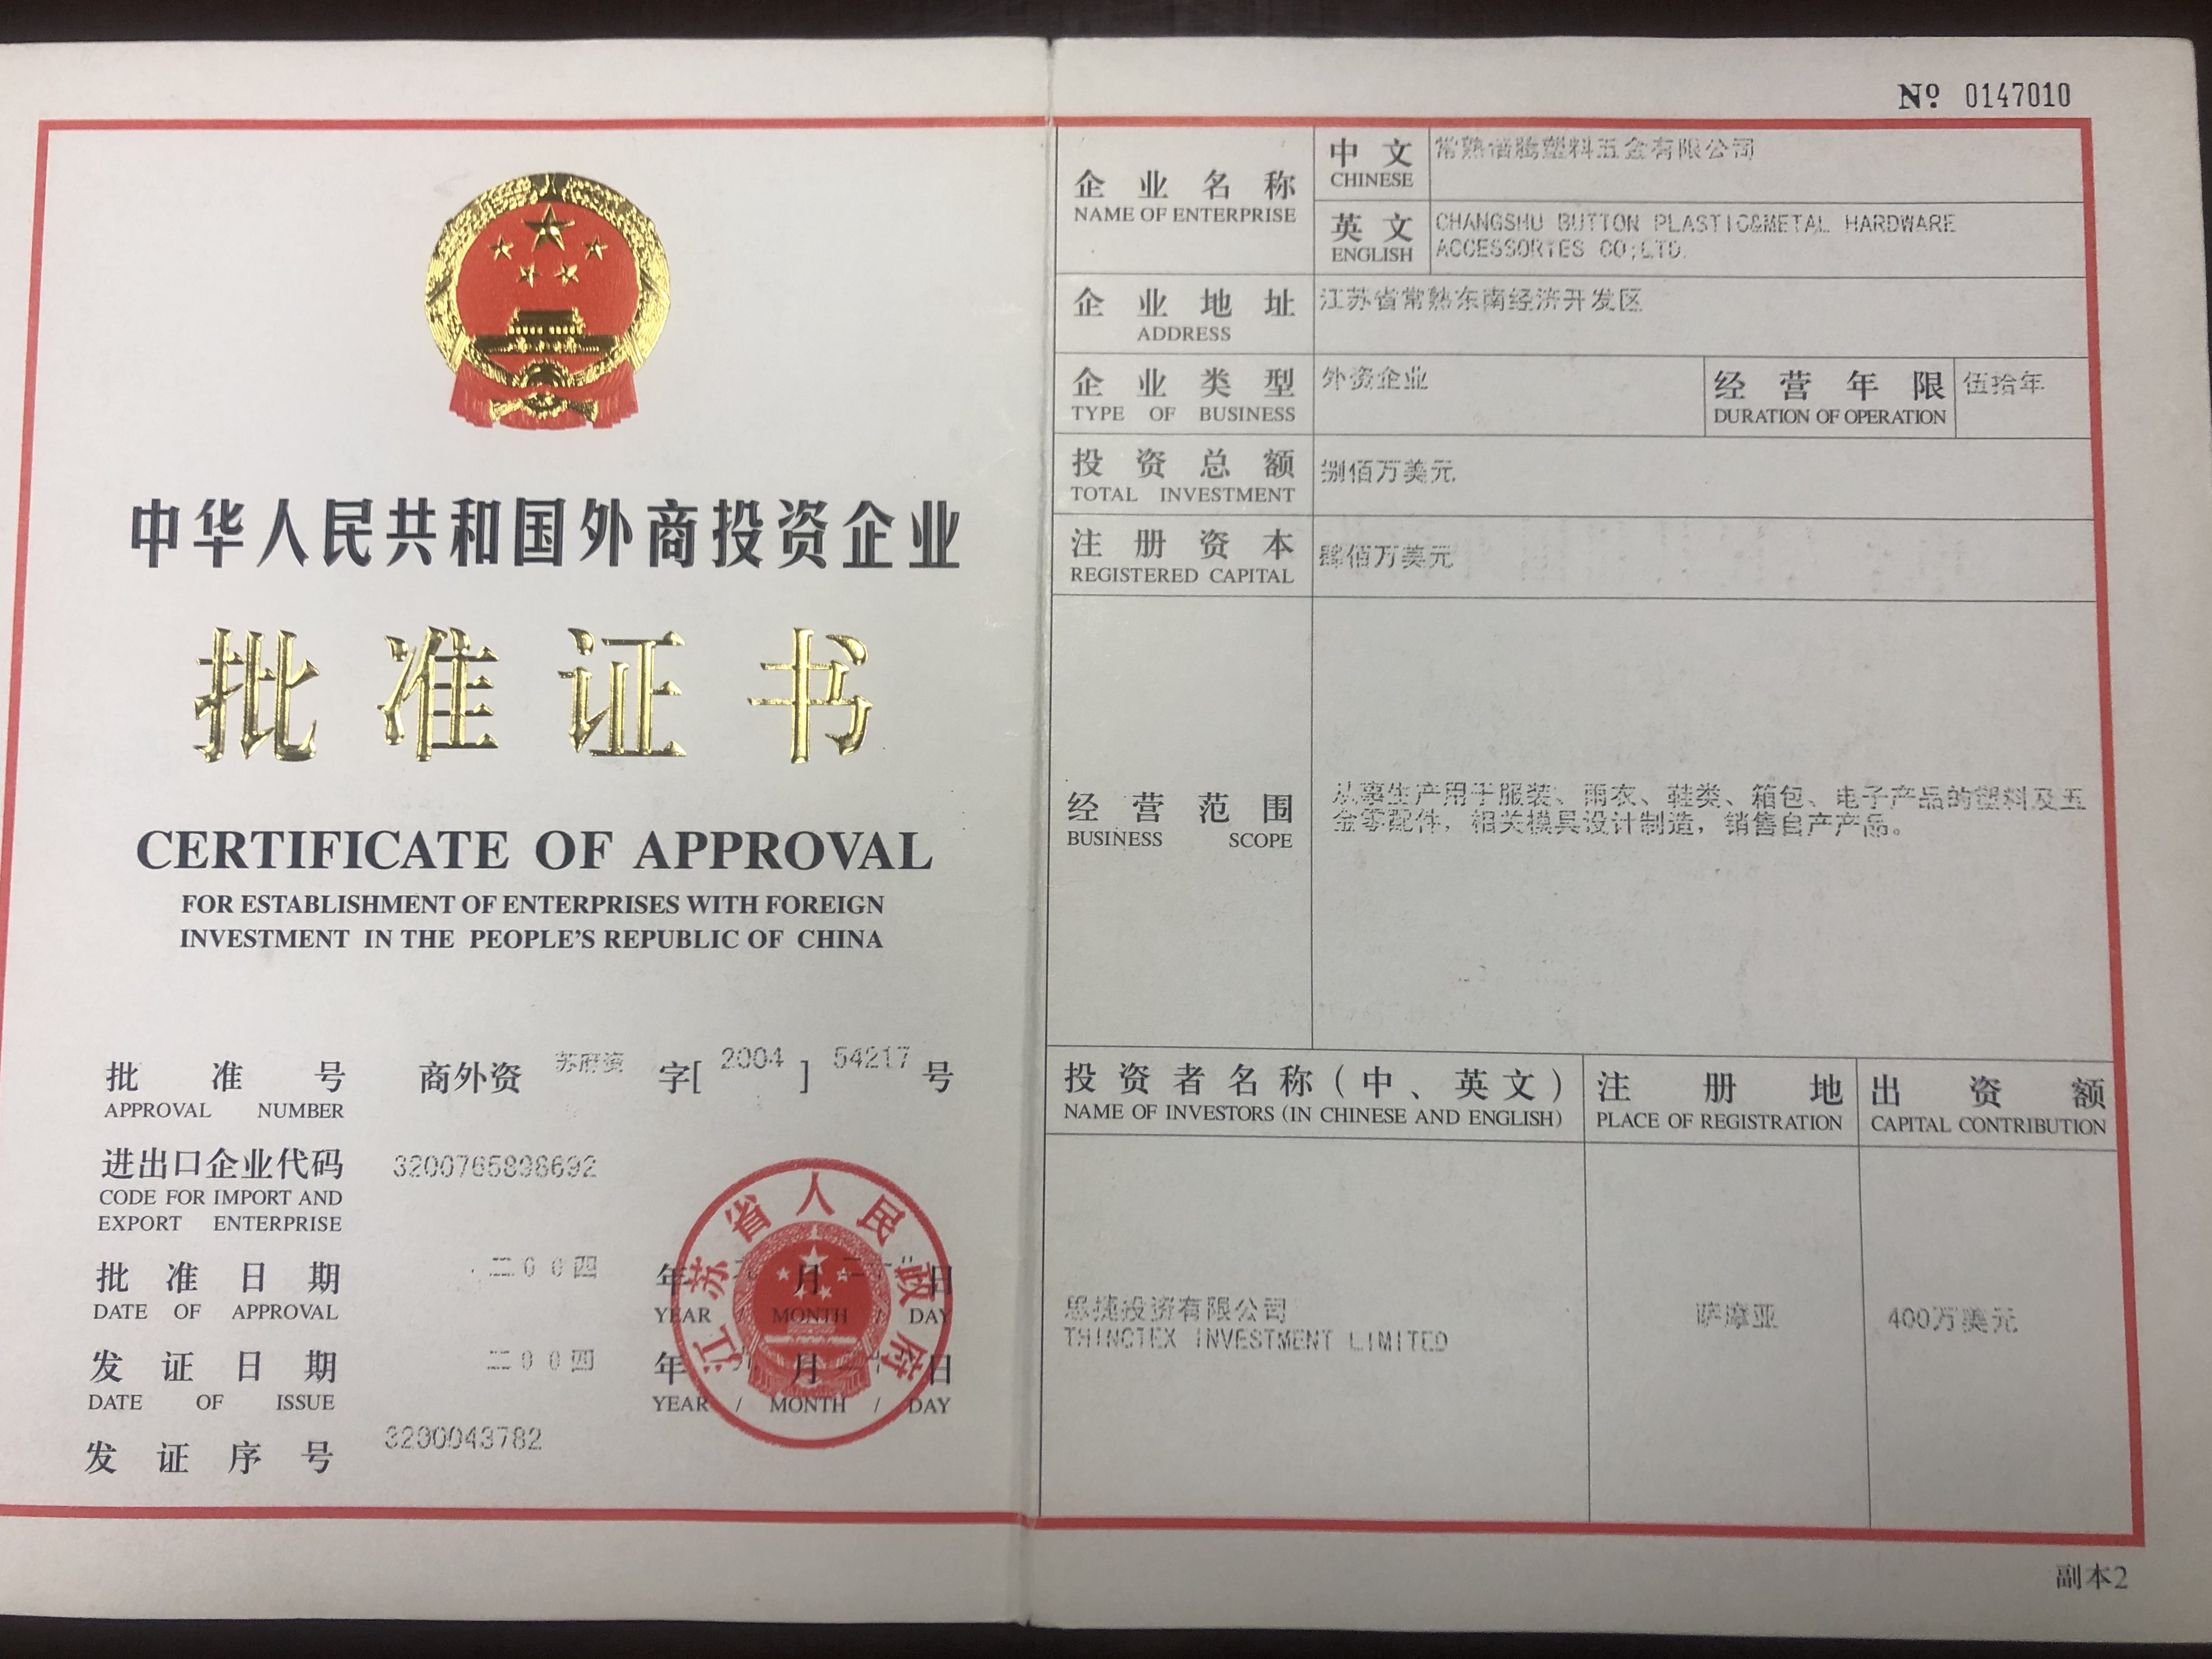 中华人民共和国外商投资企业
批准证书
CERTIFICATE OF APPROVAL
FOR ESTABLISHMENT OF ENTERPRISES WITH FOREIGN
INVESTMENT IN THE PEOPLE'S REPUBLIC OF CHINA
批准号 商外资 苏府资 字[ 2004 ] 54217 号
APPROVAL NUMBER
进出口企业代码 3200765898692
CODE FOR IMPORT AND
EXPORT ENTERPRISE
批准日期 二00四 年 月 日
DATE OF APPROVAL YEAR / MONTH / DAY
发证日期 二00四 年 月 日
DATE OF ISSUE YEAR / MONTH / DAY
发证序号 3200043782
江苏省人民政府
№ 0147010
企业名称 中文 常熟 塑料五金有限公司
NAME OF ENTERPRISE CHINESE
英文 CHANGSHU BUTTON PLASTIC&METAL HARDWARE
ENGLISH ACCESSORIES CO;LTD.
企业地址 江苏省常熟东南经济开发区
ADDRESS
企业类型 外资企业 经营年限 伍拾年
TYPE OF BUSINESS DURATION OF OPERATION
投资总额 捌佰万美元
TOTAL INVESTMENT
注册资本 肆佰万美元
REGISTERED CAPITAL
经营范围
BUSINESS SCOPE
从事生产用于服装、雨衣、鞋类、箱包、电子产品的塑料及五
金零配件，相关模具设计制造，销售自产产品。
投资者名称(中、英文) 注册地 出资额
NAME OF INVESTORS (IN CHINESE AND ENGLISH) PLACE OF REGISTRATION CAPITAL CONTRIBUTION
思捷投资有限公司 萨摩亚 400万美元
INVESTMENT LIMITED
副本2